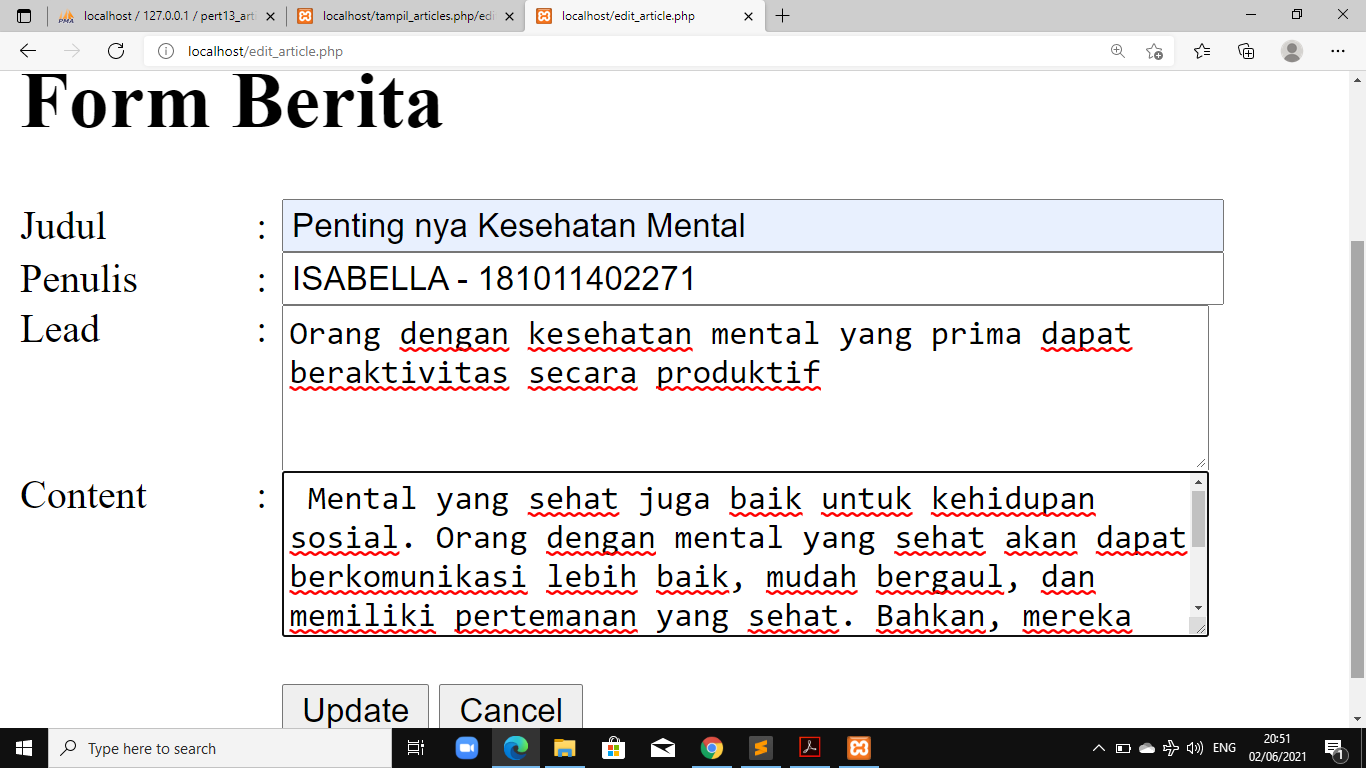 localhost / 127.0.0.1 / pert13_arti
localhost/tampil_articles.php/edi
localhost/edit_article.php
localhost/edit_article.php
Form Berita
Judul : Penting nya Kesehatan Mental
Penulis : ISABELLA - 181011402271
Lead : Orang dengan kesehatan mental yang prima dapat
beraktivitas secara produktif
Content : Mental yang sehat juga baik untuk kehidupan
sosial. Orang dengan mental yang sehat akan dapat
berkomunikasi lebih baik, mudah bergaul, dan
memiliki pertemanan yang sehat. Bahkan, mereka
Update Cancel
Type here to search
ENG
20:51
02/06/2021
1